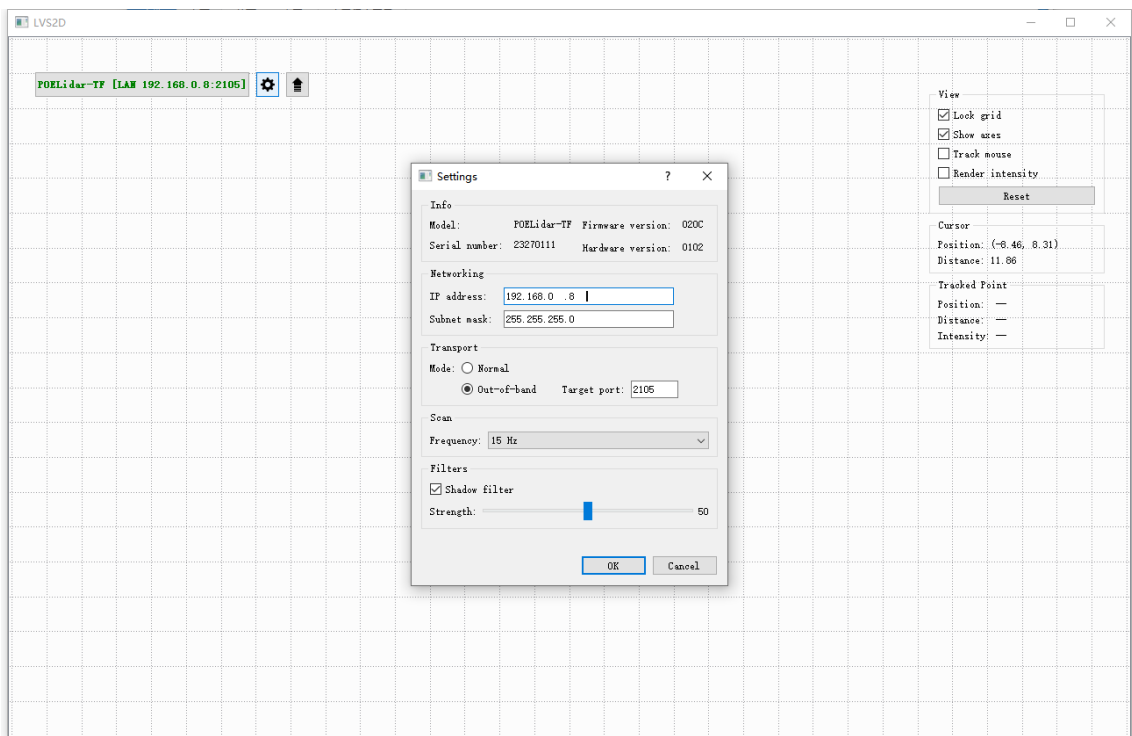 LVS2D
POELidar-TF [LAN 192.168.0.8:2105]
View
Lock grid
Show axes
Track mouse
Render intensity
Reset
Cursor
Position: (-8.46, 8.31)
Distance: 11.86
Tracked Point
Position: —
Distance: —
Intensity: —
Settings
?
Info
Model: POELidar-TF Firmware version: 020C
Serial number: 23270111 Hardware version: 0102
Networking
IP address: 192.168.0 .8
Subnet mask: 255.255.255.0
Transport
Mode: Normal
Out-of-band Target port: 2105
Scan
Frequency: 15 Hz
Filters
Shadow filter
Strength: 50
OK Cancel